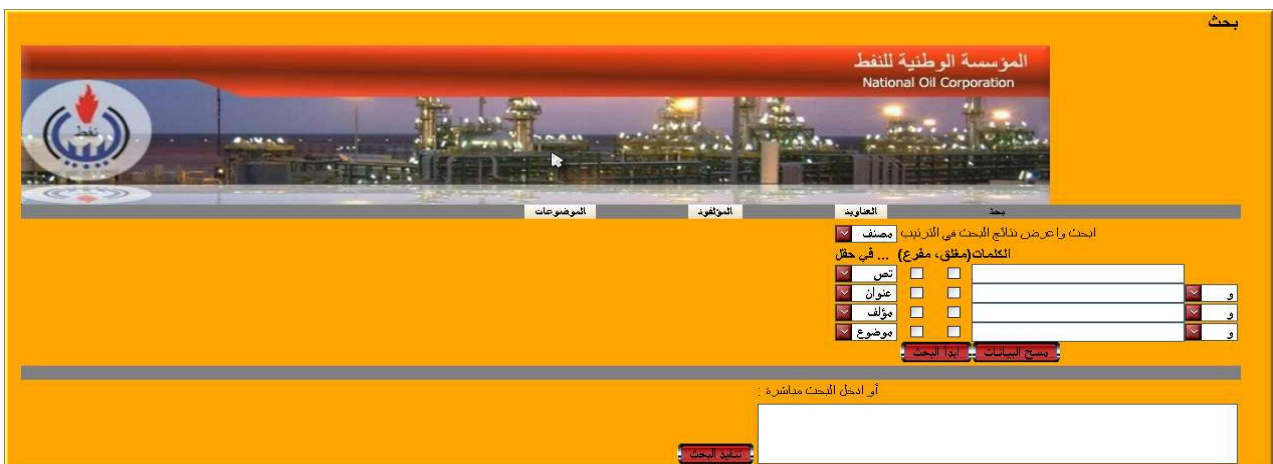 بحث
المؤسسة الوطنية للنفط
National Oil Corporation
نفط
بحث العناوين المؤلفون الموضوعات
ابحث واعرض نتائج البحث في الترتيب مصنف
الكلمات (مغلق، مفرع) ... في حقل
نص
و عنوان
و مؤلف
و موضوع
مسح البيانات ابدأ البحث
أو ادخل البحث مباشرة :
تنفيذ البحث